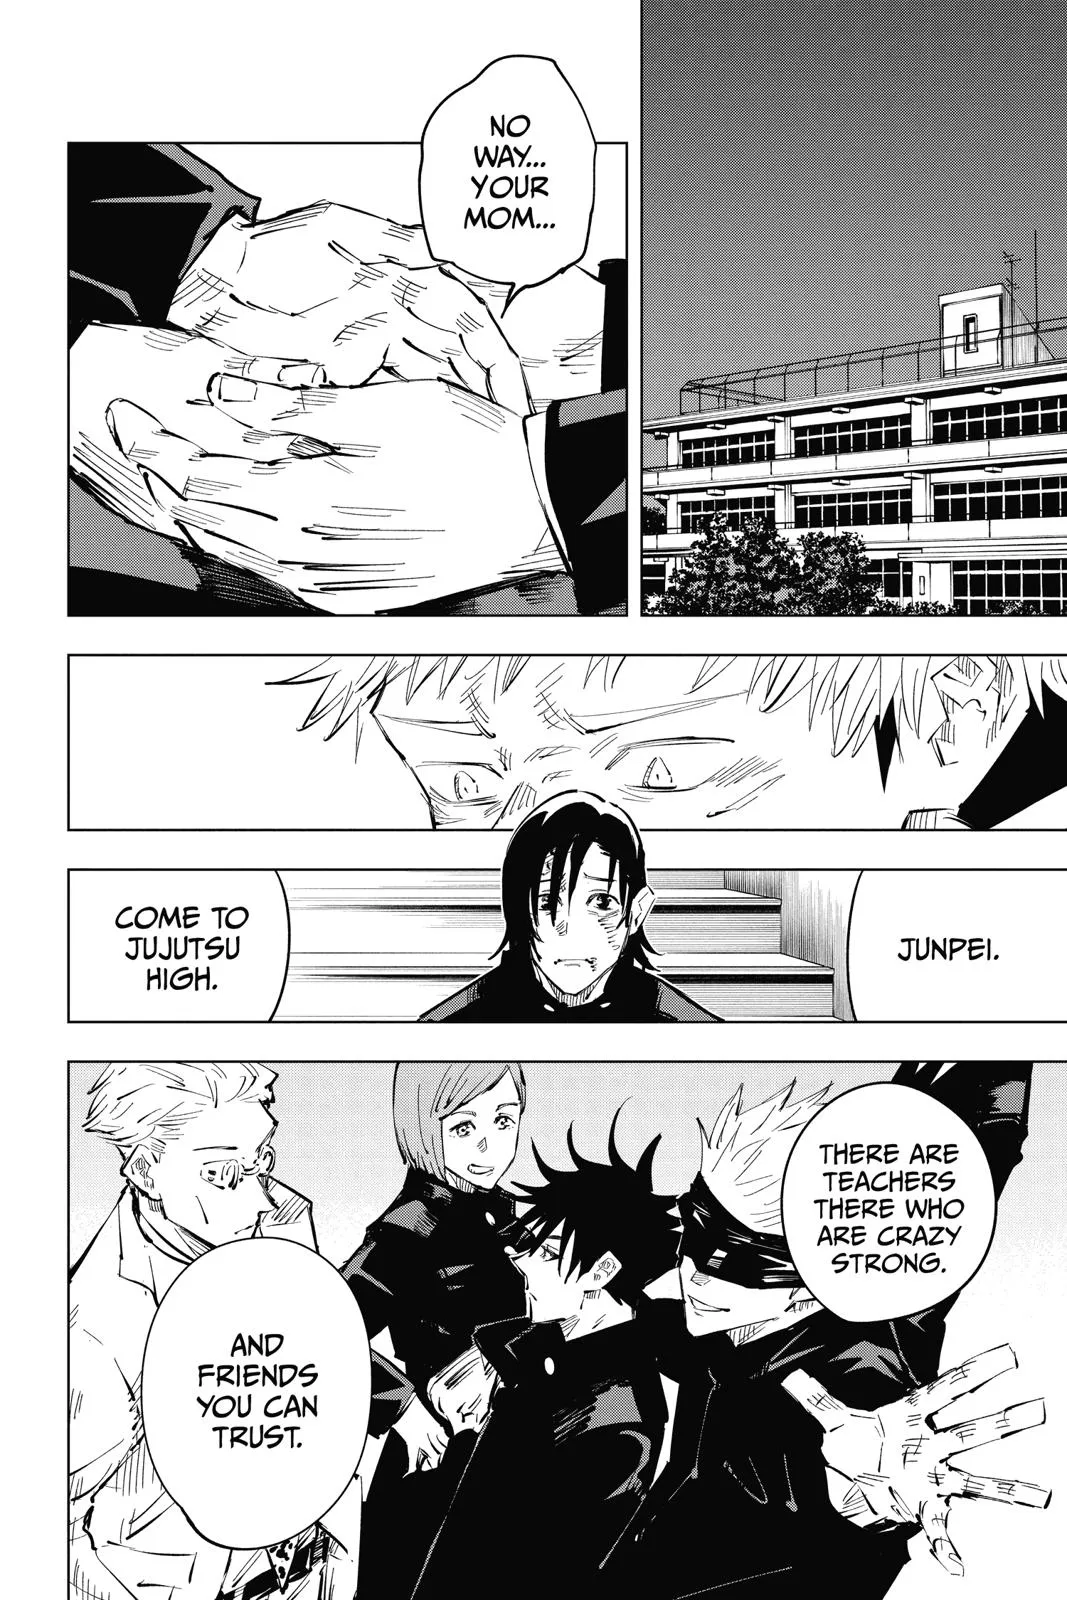 NO
WAY...
YOUR
MOM...
JUNPEI.
COME TO
JUJUTSU
HIGH.
THERE ARE
TEACHERS
THERE WHO
ARE CRAZY
STRONG.
AND
FRIENDS
YOU CAN
TRUST.